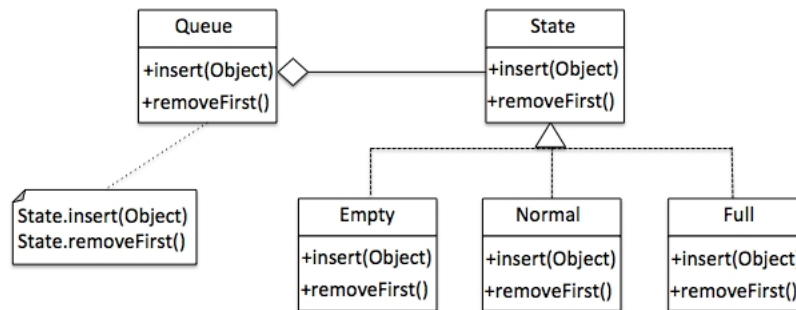 Queue
+insert(Object)
+removeFirst()
State
+insert(Object)
+removeFirst()
State.insert(Object)
State.removeFirst()
Empty
+insert(Object)
+removeFirst()
Normal
+insert(Object)
+removeFirst()
Full
+insert(Object)
+removeFirst()